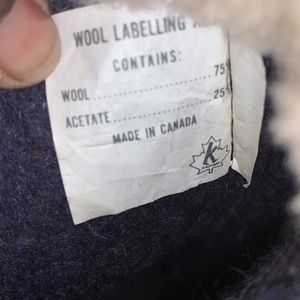 WOOL LABELLING
CONTAINS:
WOOL..................75%
ACETATE..............25%
MADE IN CANADA
K